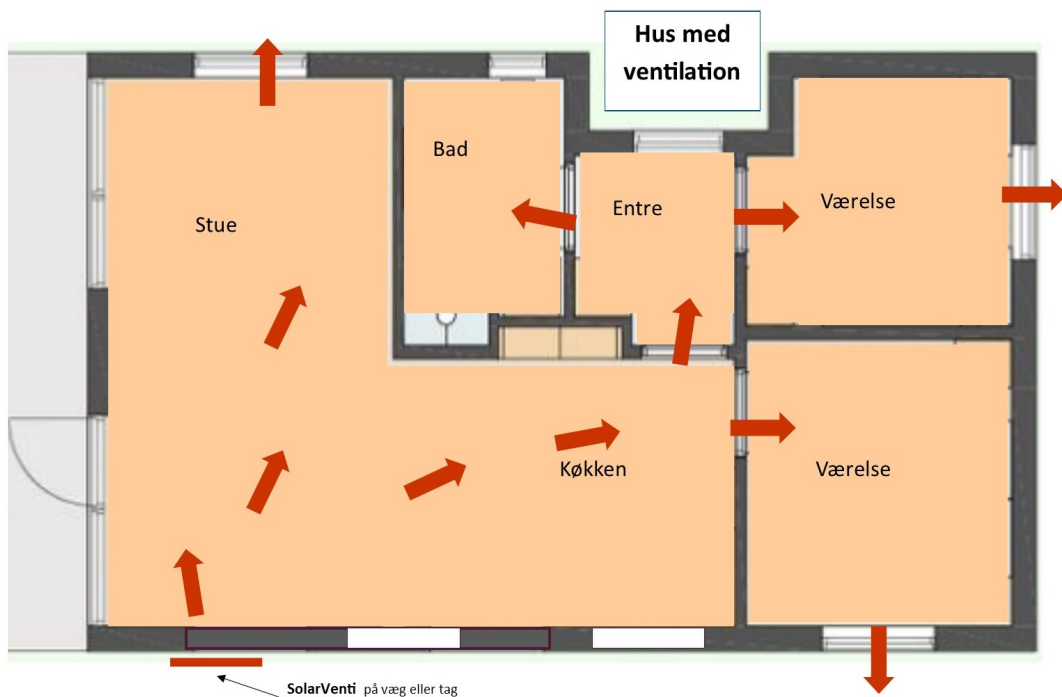 Hus med
ventilation
Bad
Stue
Entre
Værelse
Køkken
Værelse
SolarVenti på væg eller tag